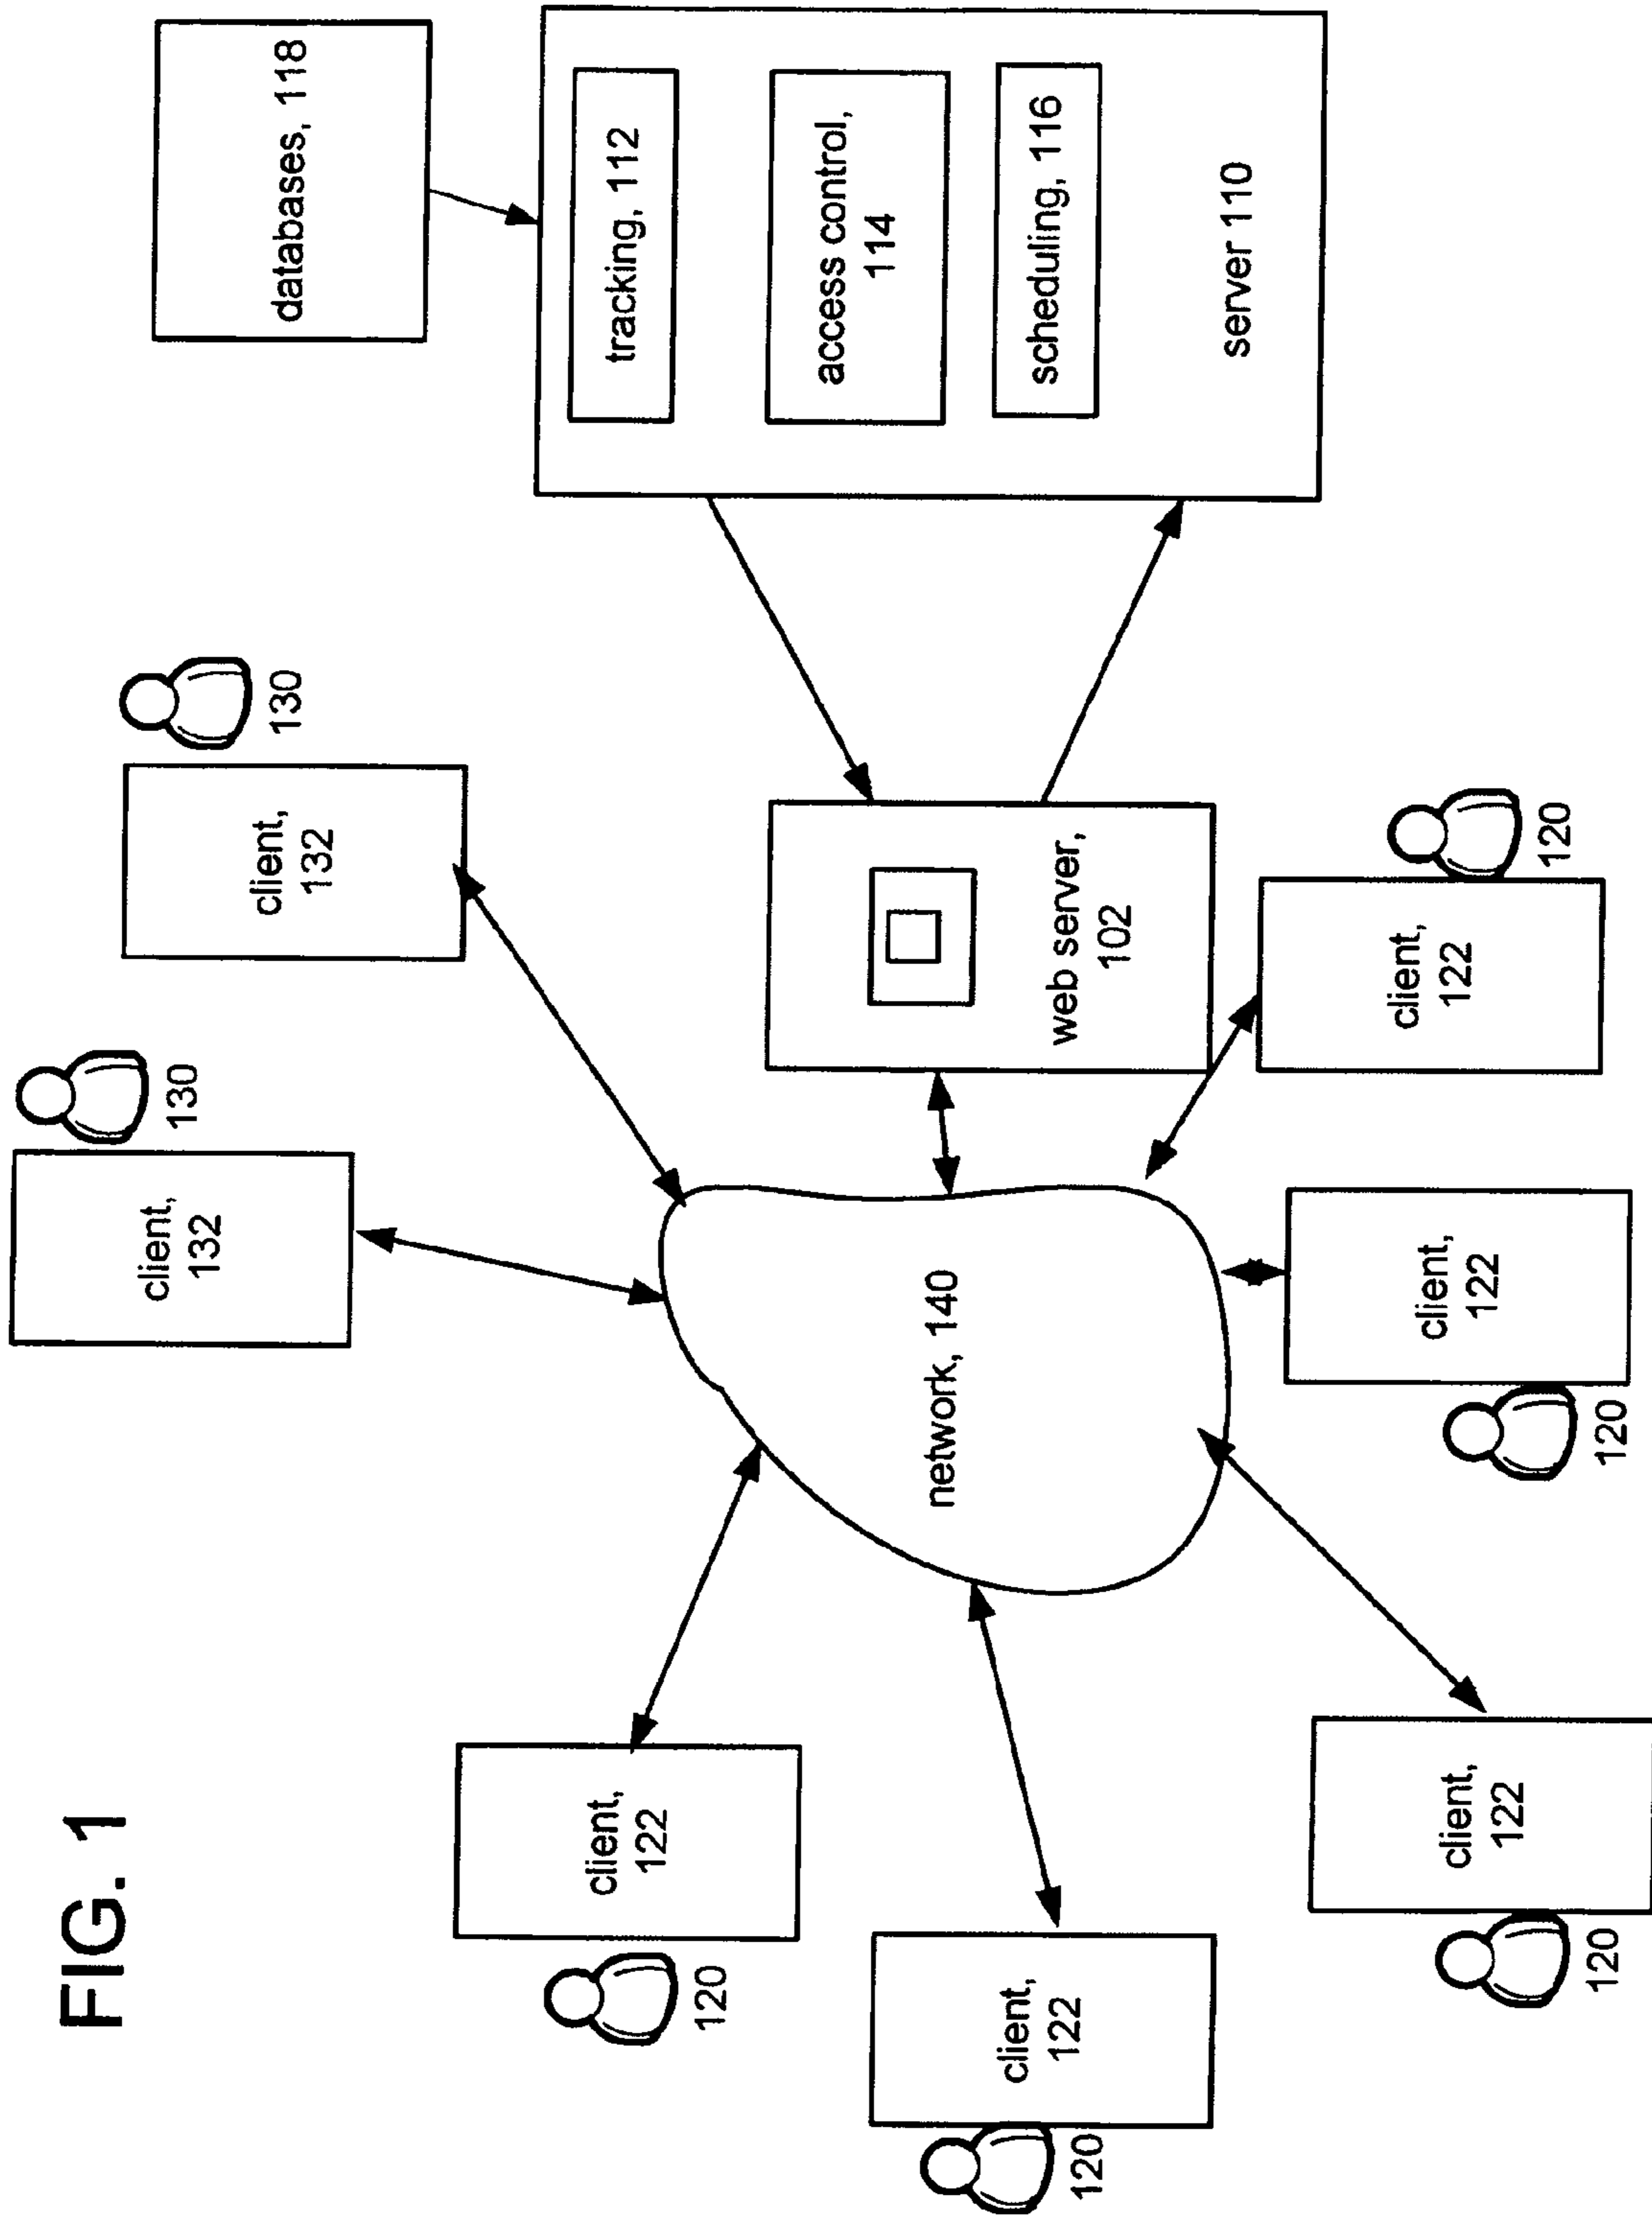 FIG. 1
client,
132
130
client,
132
130
databases, 118
client,
122
120
network, 140
web server,
102
tracking, 112
access control,
114
scheduling, 116
server 110
client,
122
120
client,
122
120
client,
122
120
client,
122
120